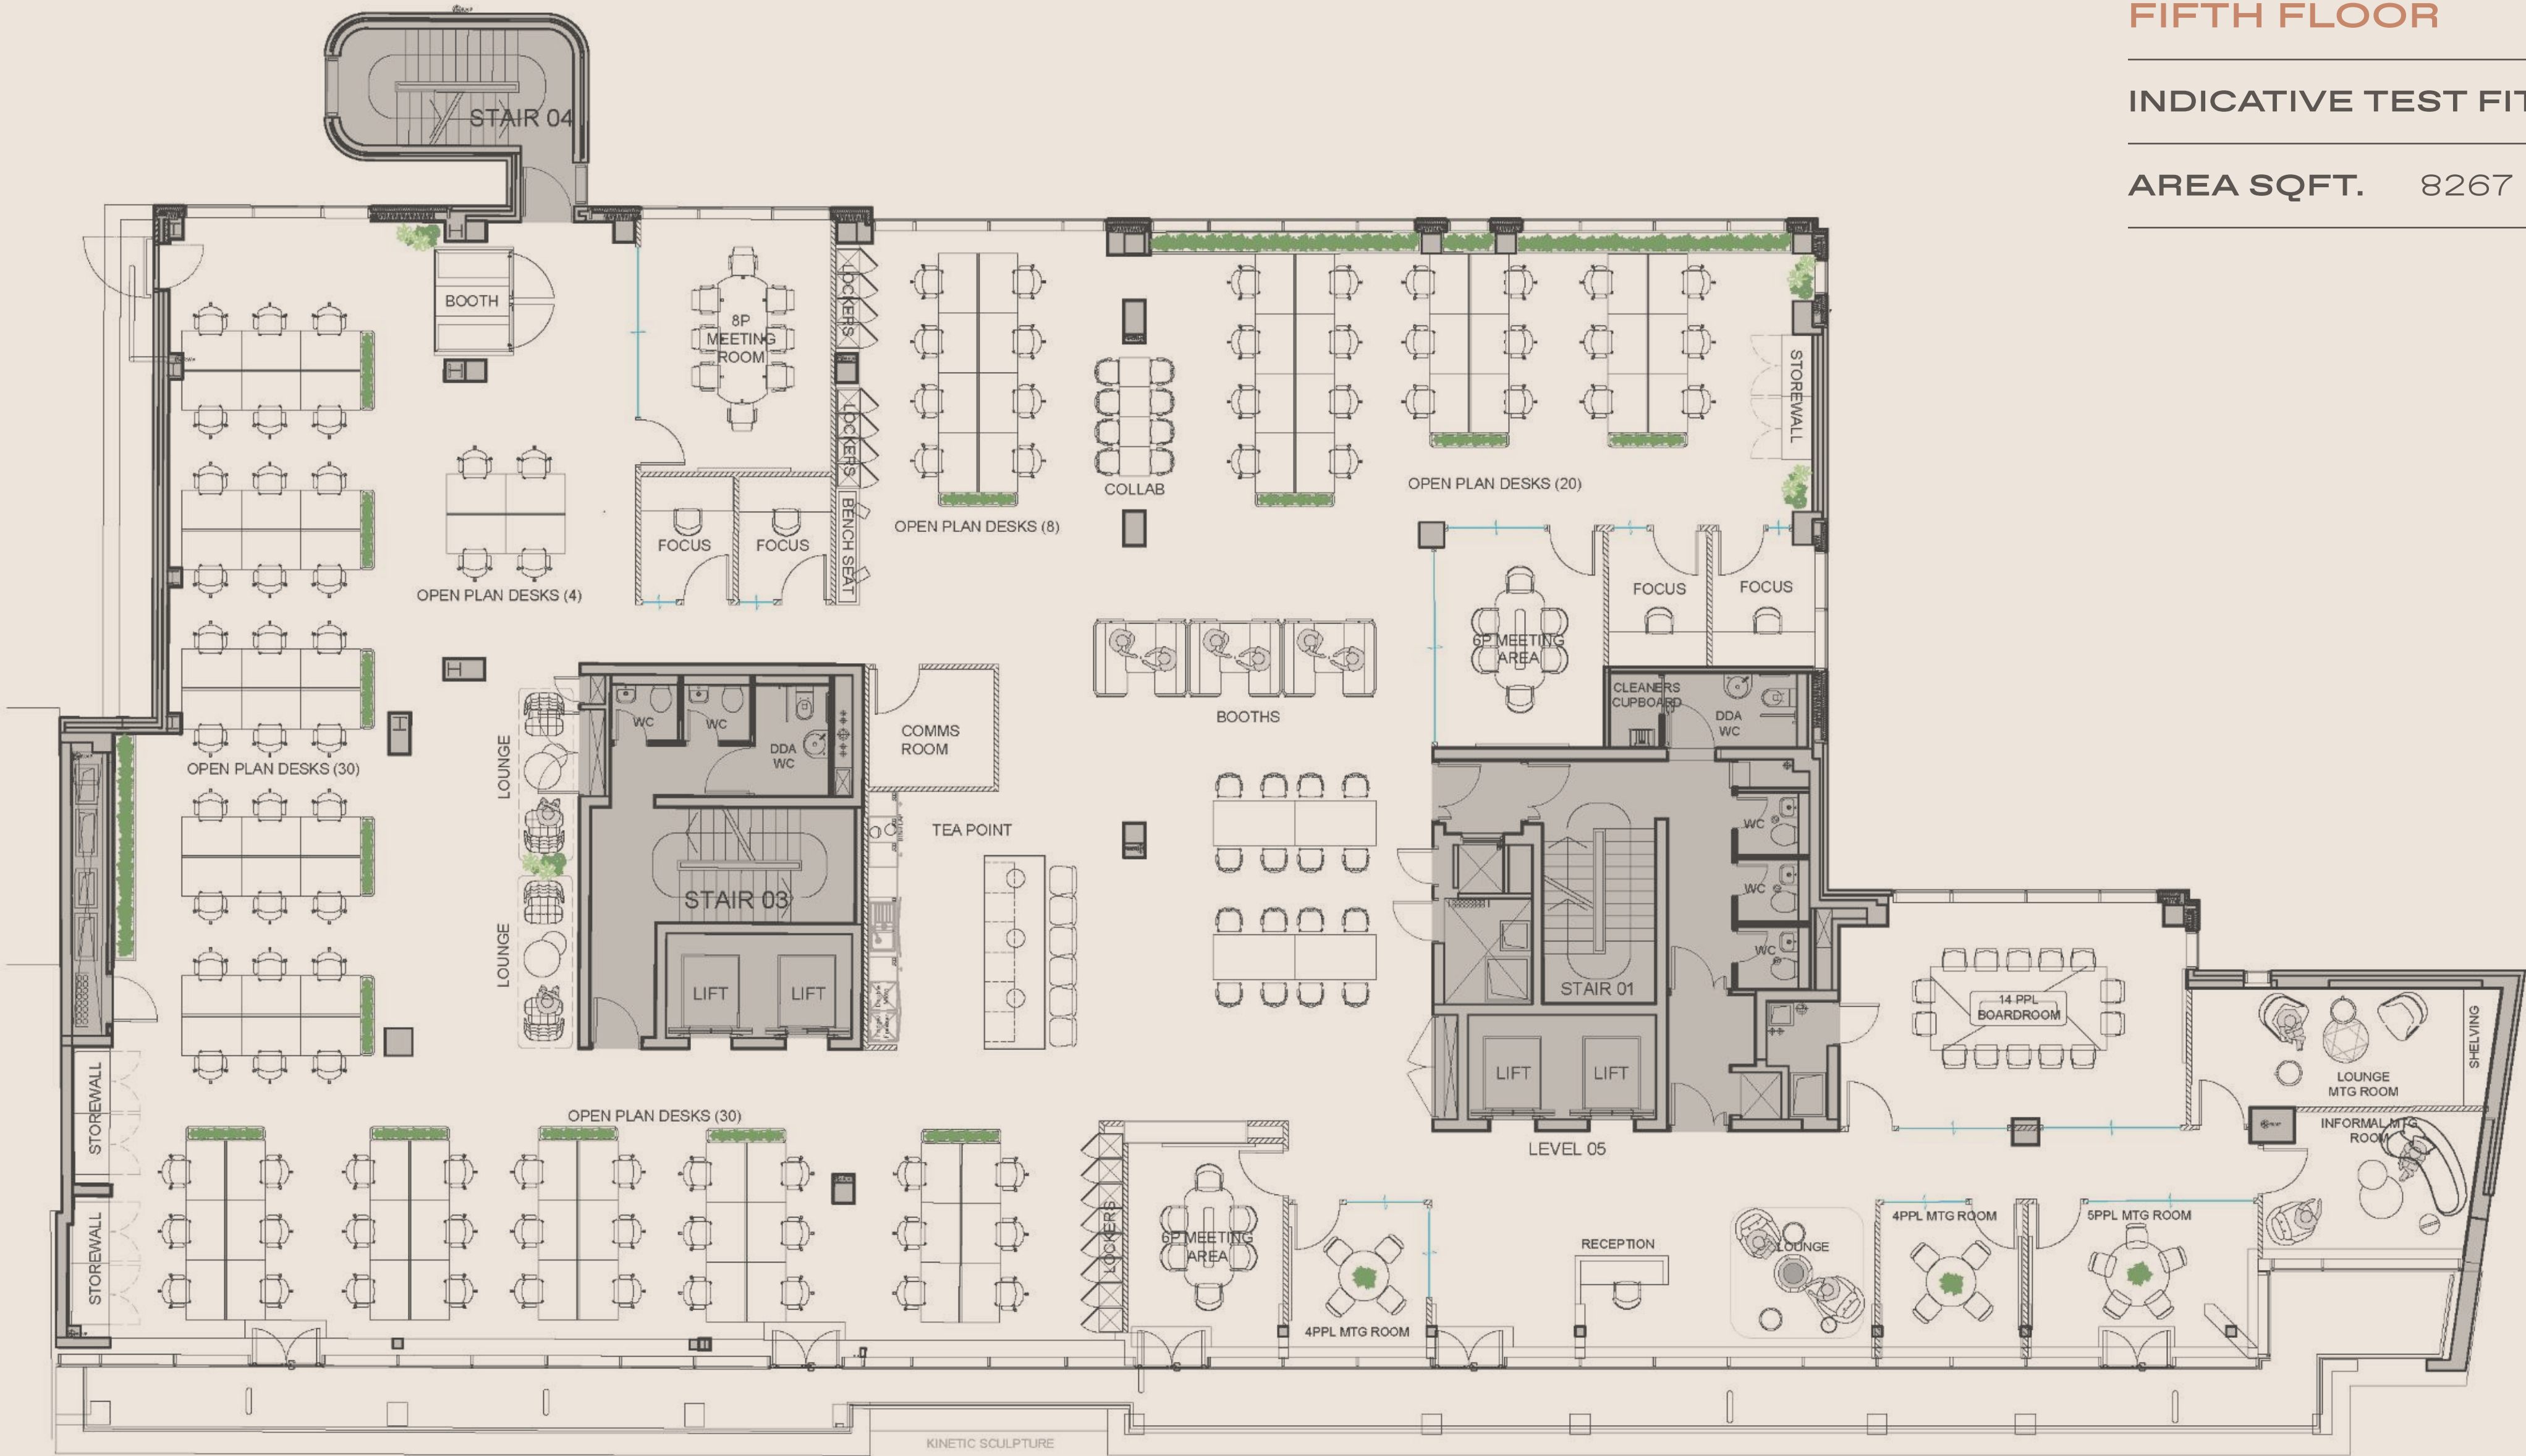 FIFTH FLOOR
INDICATIVE TEST FIT
AREA SQFT. 8267
STAIR 04
BOOTH
8P
MEETING
ROOM
LOCKERS
LOCKERS
BENCH SEAT
FOCUS
FOCUS
OPEN PLAN DESKS (4)
OPEN PLAN DESKS (8)
COLLAB
OPEN PLAN DESKS (20)
STOREWALL
FOCUS
FOCUS
6P MEETING
AREA
CLEANERS
CUPBOARD
DDA
WC
BOOTHS
WC
WC
DDA
WC
COMMS
ROOM
LOUNGE
OPEN PLAN DESKS (30)
TEA POINT
STAIR 03
LOUNGE
LIFT
LIFT
WC
WC
WC
STAIR 01
LIFT
LIFT
14 PPL
BOARDROOM
LOUNGE
MTG ROOM
SHELVING
INFORMAL MTG
ROOM
STOREWALL
STOREWALL
OPEN PLAN DESKS (30)
LEVEL 05
LOCKERS
6P MEETING
AREA
4PPL MTG ROOM
RECEPTION
LOUNGE
4PPL MTG ROOM
5PPL MTG ROOM
KINETIC SCULPTURE